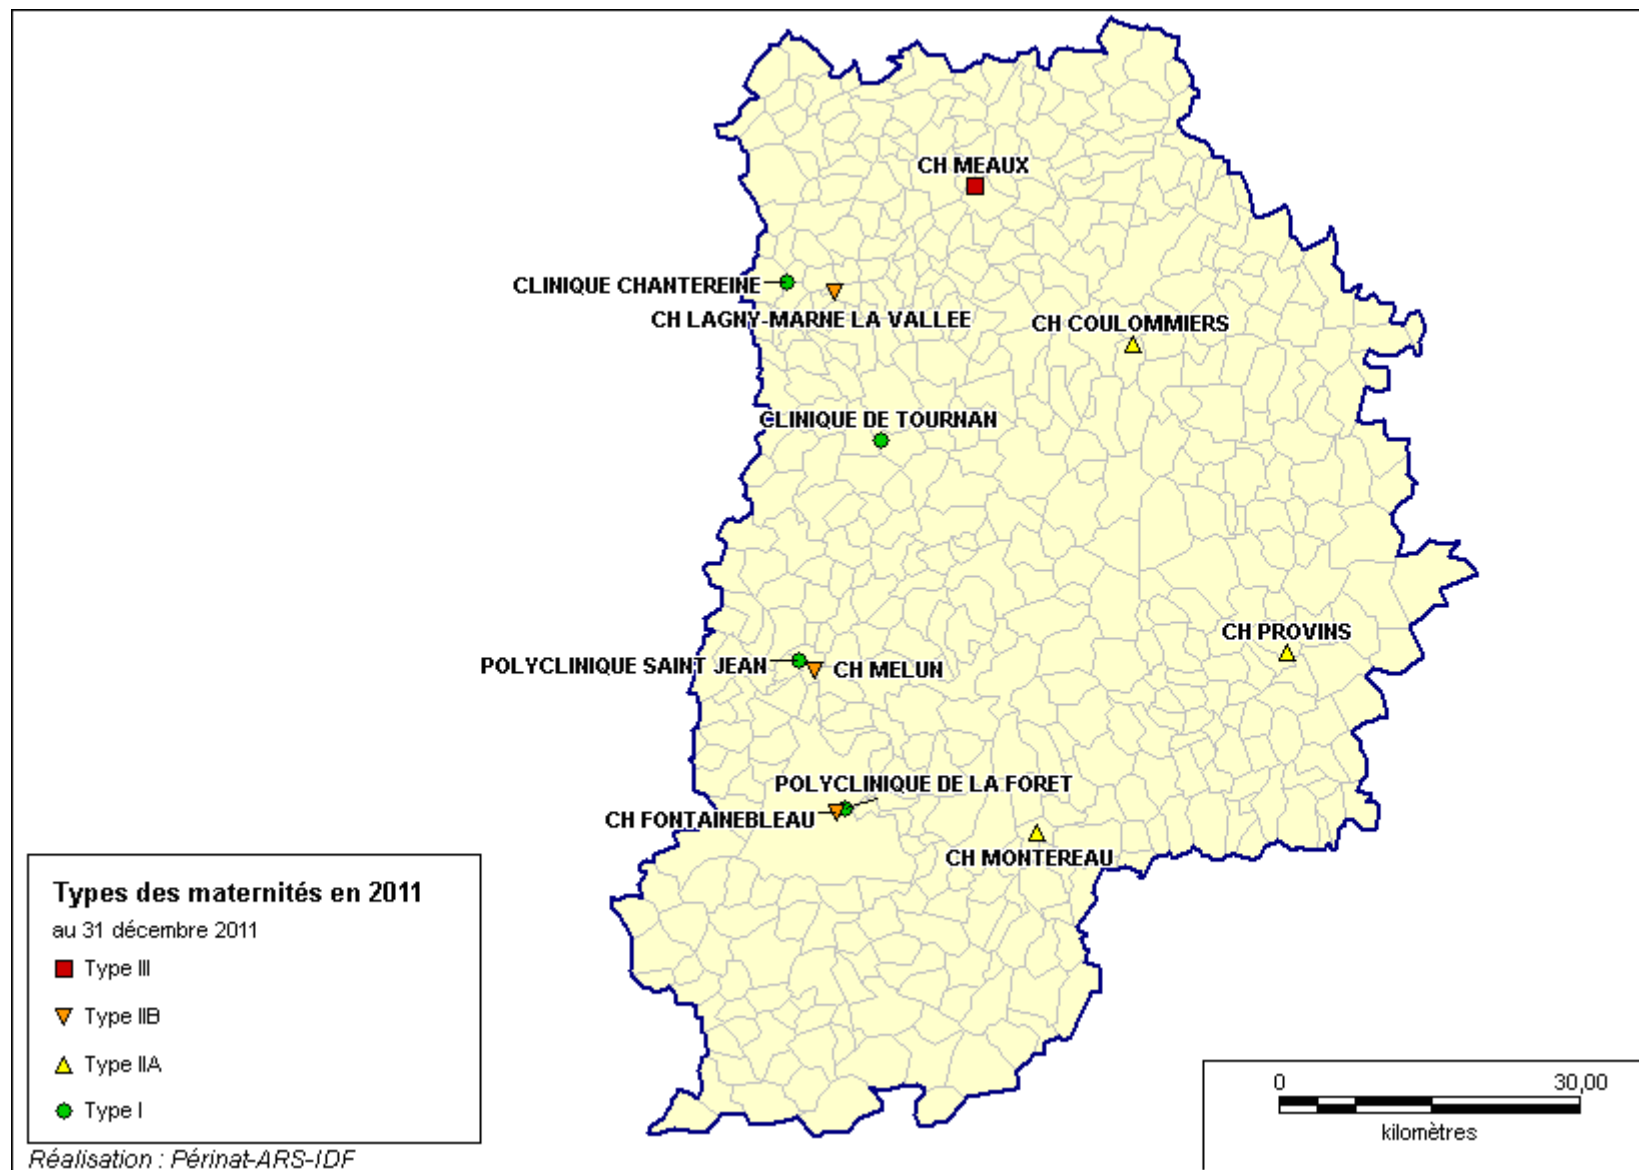 CH MEAUX
CLINIQUE CHANTEREINE
CH LAGNY-MARNE LA VALLEE
CH COULOMMIERS
CLINIQUE DE TOURNAN
CH PROVINS
POLYCLINIQUE SAINT JEAN
CH MELUN
POLYCLINIQUE DE LA FORET
CH FONTAINEBLEAU
CH MONTEREAU
Types des maternités en 2011
au 31 décembre 2011
Type III
Type IIB
Type IIA
Type I
0 30,00
kilomètres
Réalisation : Périnat-ARS-IDF